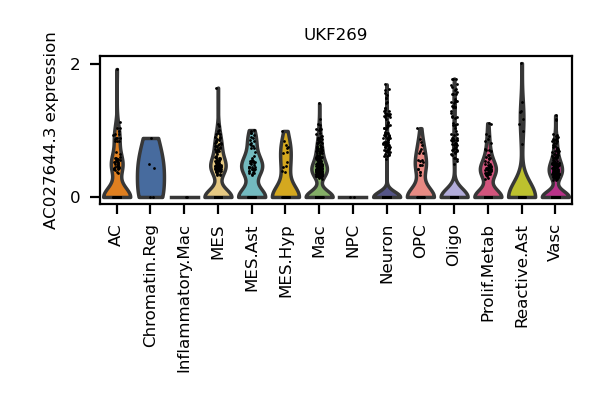 UKF269
AC027644.3 expression
2
0
AC
Chromatin.Reg
Inflammatory.Mac
MES
MES.Ast
MES.Hyp
Mac
NPC
Neuron
OPC
Oligo
Prolif.Metab
Reactive.Ast
Vasc